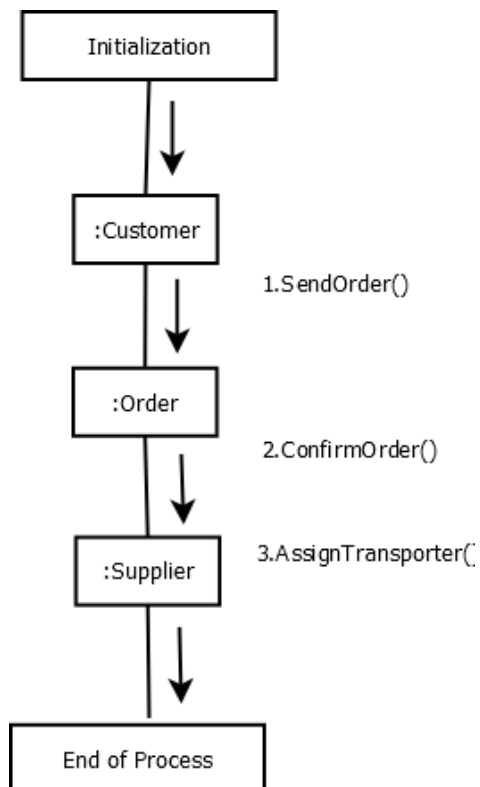 Initialization
:Customer
1.SendOrder()
:Order
2.ConfirmOrder()
3.AssignTransporter()
:Supplier
End of Process